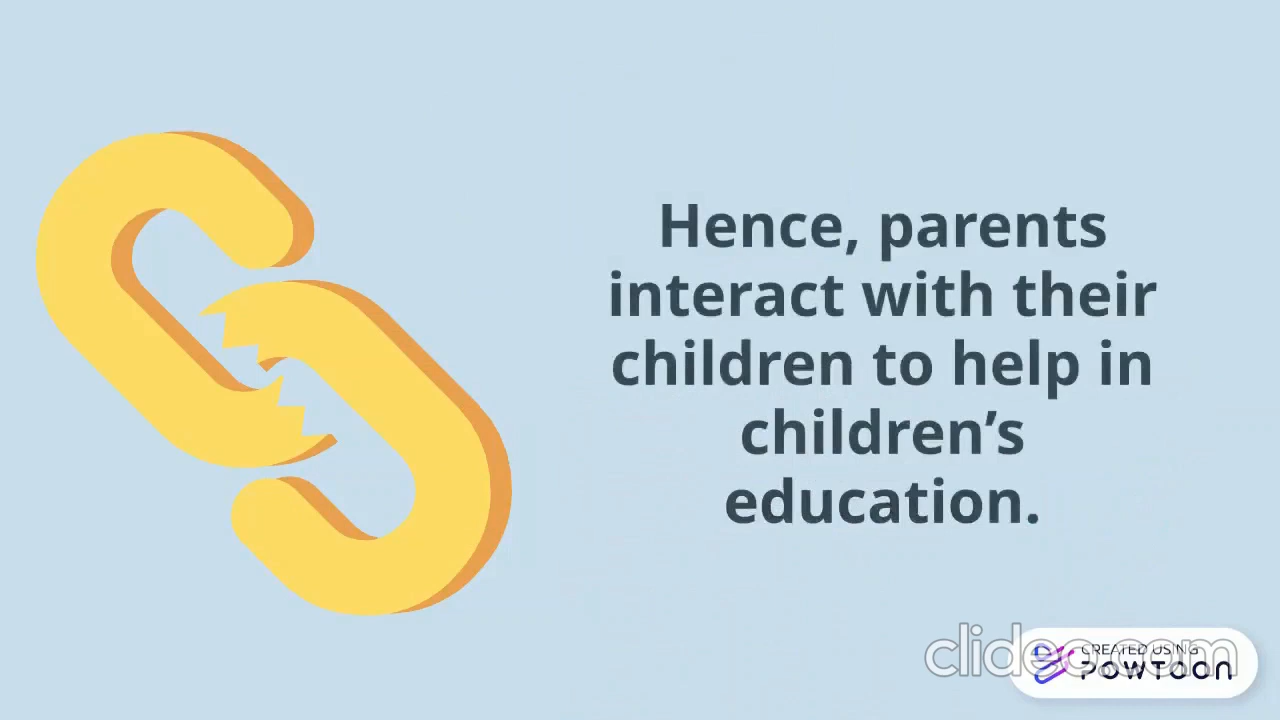 Hence, parents
interact with their
children to help in
children’s
education.
clideo.com
CREATED USING
POWTOON